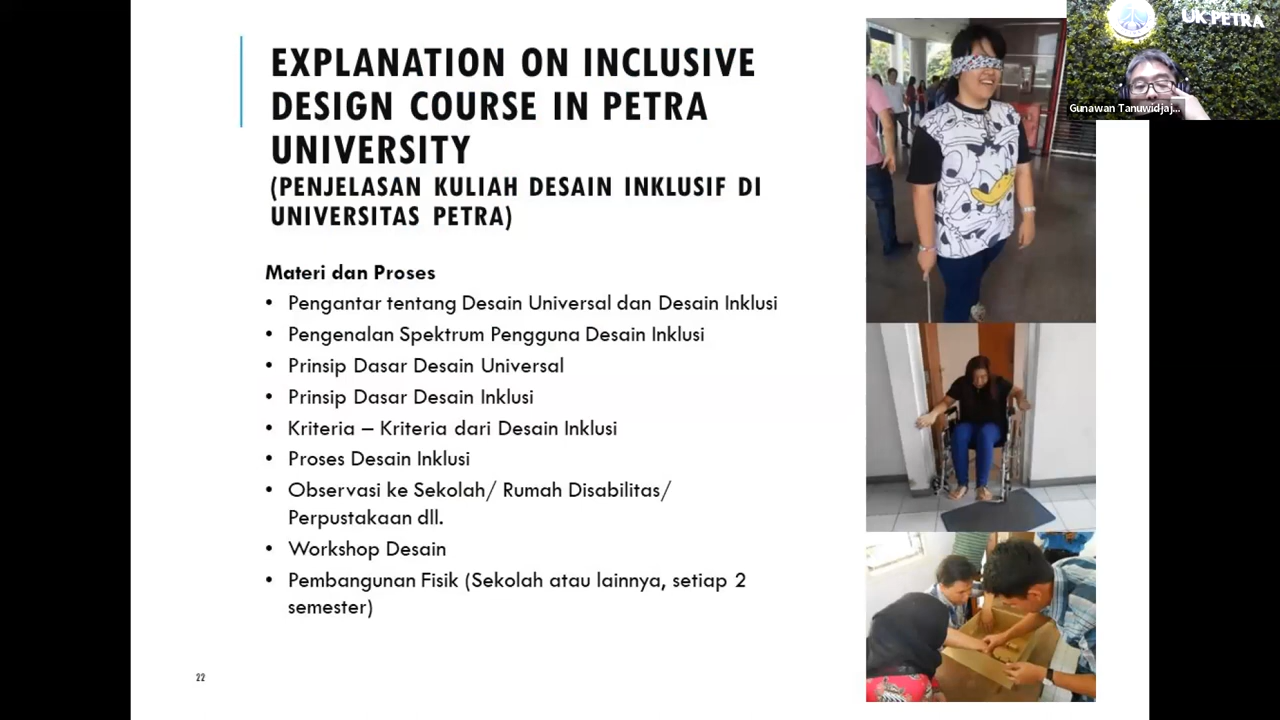 EXPLANATION ON INCLUSIVE
DESIGN COURSE IN PETRA
UNIVERSITY
(PENJELASAN KULIAH DESAIN INKLUSIF DI
UNIVERSITAS PETRA)
Materi dan Proses
• Pengantar tentang Desain Universal dan Desain Inklusi
• Pengenalan Spektrum Pengguna Desain Inklusi
• Prinsip Dasar Desain Universal
• Prinsip Dasar Desain Inklusi
• Kriteria – Kriteria dari Desain Inklusi
• Proses Desain Inklusi
• Observasi ke Sekolah/ Rumah Disabilitas/
Perpustakaan dll.
• Workshop Desain
• Pembangunan Fisik (Sekolah atau lainnya, setiap 2
semester)
22
UK PETRA
Gunawan Tanuwidjaj...